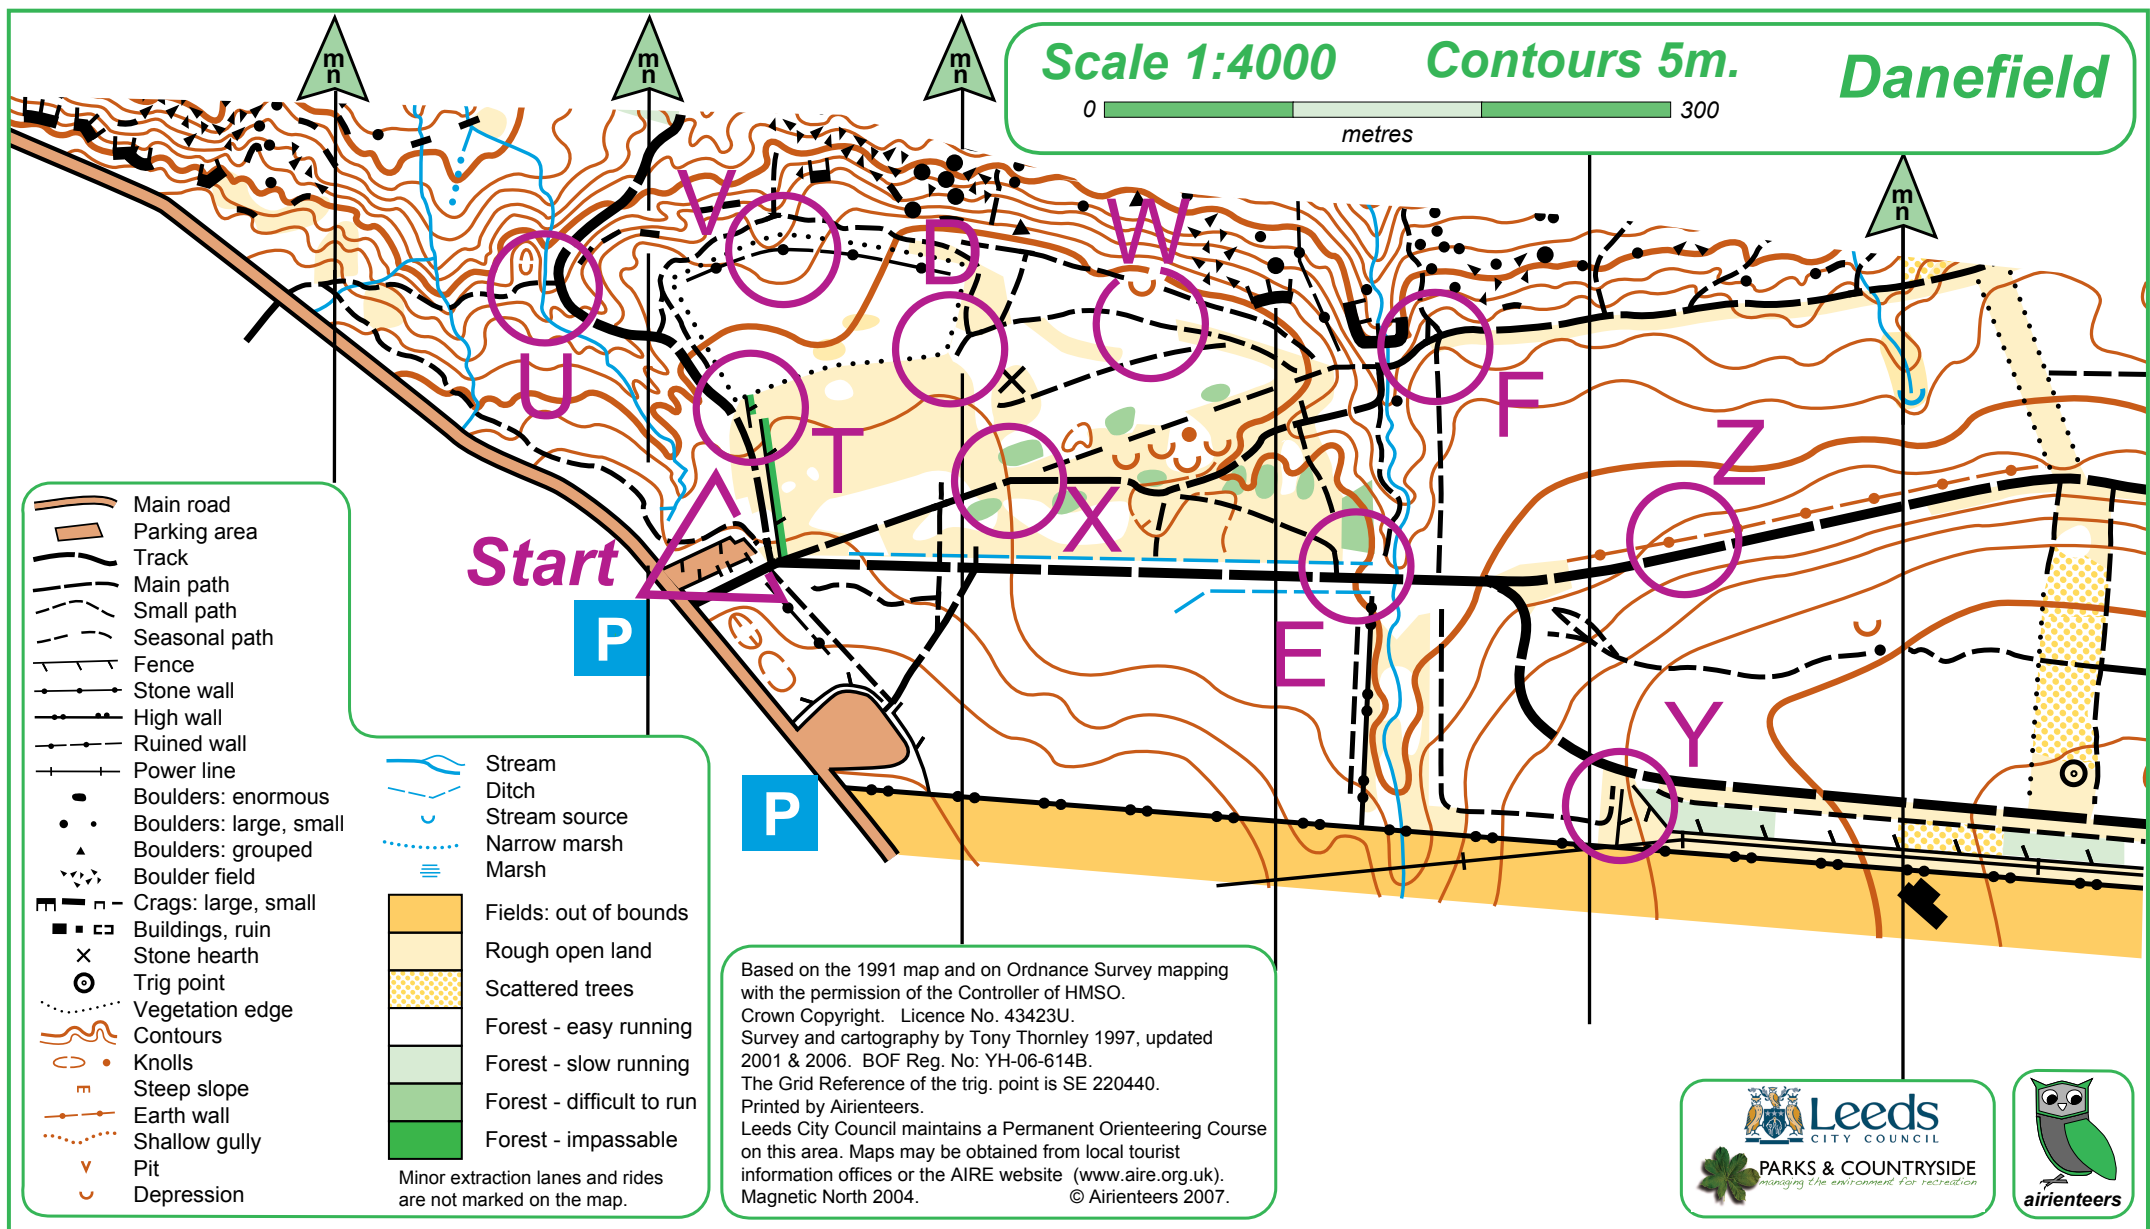 m
n
m
n
m
n
m
n
Scale 1:4000 Contours 5m. Danefield
0 300
metres
V
D
W
U
T
F
Z
X
E
Y
Start
P
P
Main road
Parking area
Track
Main path
Small path
Seasonal path
Fence
Stone wall
High wall
Ruined wall
Power line
Boulders: enormous
Boulders: large, small
Boulders: grouped
Boulder field
Crags: large, small
Buildings, ruin
Stone hearth
Trig point
Vegetation edge
Contours
Knolls
Steep slope
Earth wall
Shallow gully
Pit
Depression
Stream
Ditch
Stream source
Narrow marsh
Marsh
Fields: out of bounds
Rough open land
Scattered trees
Forest - easy running
Forest - slow running
Forest - difficult to run
Forest - impassable
Minor extraction lanes and rides
are not marked on the map.
Based on the 1991 map and on Ordnance Survey mapping
with the permission of the Controller of HMSO.
Crown Copyright. Licence No. 43423U.
Survey and cartography by Tony Thornley 1997, updated
2001 & 2006. BOF Reg. No: YH-06-614B.
The Grid Reference of the trig. point is SE 220440.
Printed by Airienteers.
Leeds City Council maintains a Permanent Orienteering Course
on this area. Maps may be obtained from local tourist
information offices or the AIRE website (www.aire.org.uk).
Magnetic North 2004. © Airienteers 2007.
Leeds
CITY COUNCIL
PARKS & COUNTRYSIDE
managing the environment for recreation
airienteers